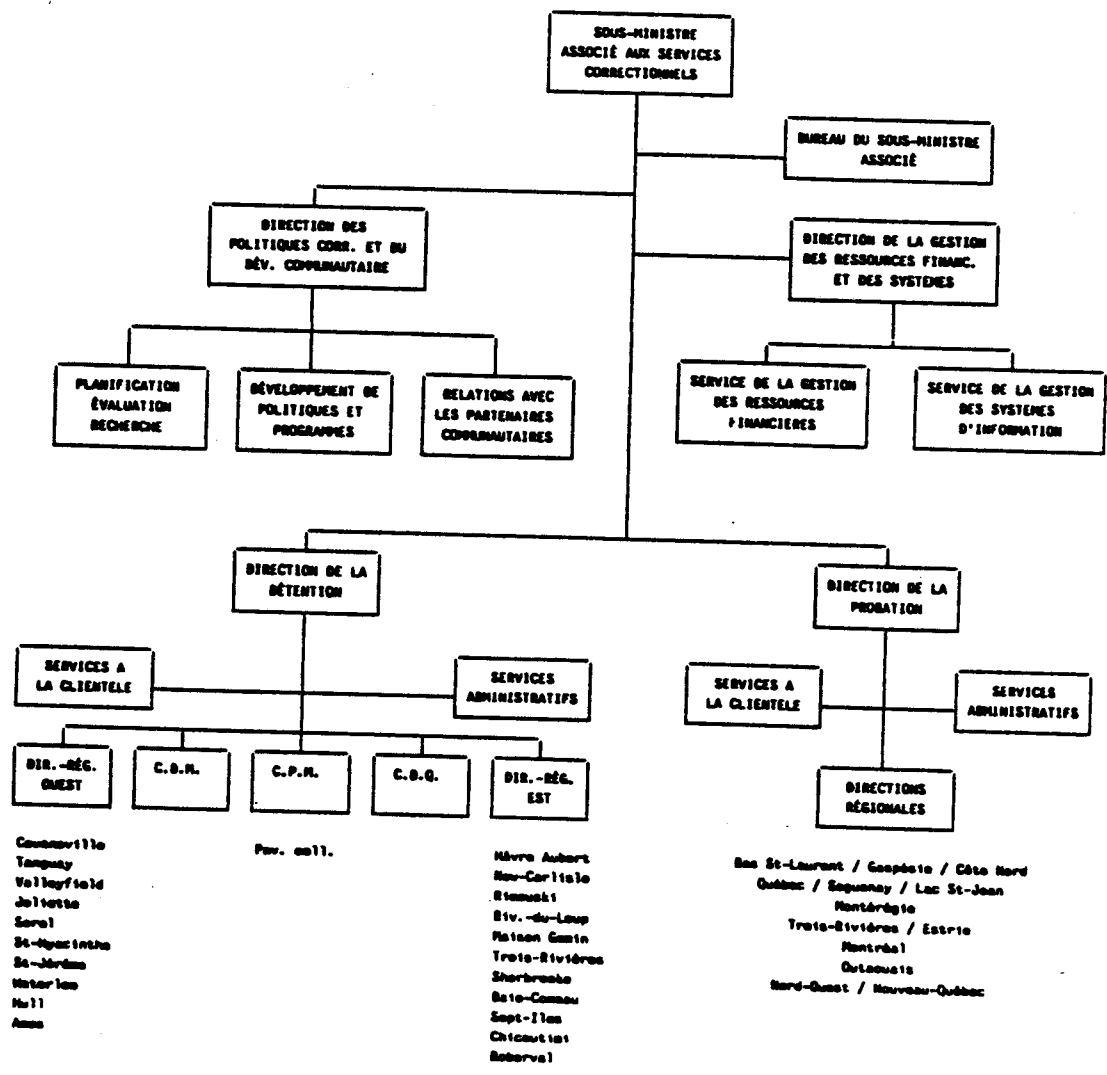 SOUS-MINISTRE
ASSOCIÉ AUX SERVICES
CORRECTIONNELS
BUREAU DU SOUS-MINISTRE
ASSOCIÉ
DIRECTION DES
POLITIQUES CORR. ET DU
DÉV. COMMUNAUTAIRE
DIRECTION DE LA GESTION
DES RESSOURCES FINANC.
ET DES SYSTÈMES
PLANIFICATION
ÉVALUATION
RECHERCHE
DÉVELOPPEMENT DE
POLITIQUES ET
PROGRAMMES
RELATIONS AVEC
LES PARTENAIRES
COMMUNAUTAIRES
SERVICE DE LA GESTION
DES RESSOURCES
FINANCIERES
SERVICE DE LA GESTION
DES SYSTÈMES
D'INFORMATION
DIRECTION DE LA
DÉTENTION
DIRECTION DE LA
PROBATION
SERVICES A
LA CLIENTELE
SERVICES
ADMINISTRATIFS
SERVICES A
LA CLIENTELE
SERVICES
ADMINISTRATIFS
DIR.-RÉG.
OUEST
C.D.M.
C.P.M.
C.D.Q.
DIR.-RÉG.
EST
DIRECTIONS
RÉGIONALES
Cowansville
Tanguay
Valleyfield
Joliette
Sorel
St-Hyacinthe
St-Jérôme
Waterloo
Hull
Amos
Pav. cell.
Hâvre Aubert
New-Carlisle
Rimouski
Riv.-du-Loup
Maison Gomin
Trois-Rivières
Sherbrooke
Baie-Comeau
Sept-Iles
Chicoutimi
Roberval
Bas St-Laurent / Gaspésie / Côte Nord
Québec / Saguenay / Lac St-Jean
Montérégie
Trois-Rivières / Estrie
Montréal
Outaouais
Nord-Ouest / Nouveau-Québec